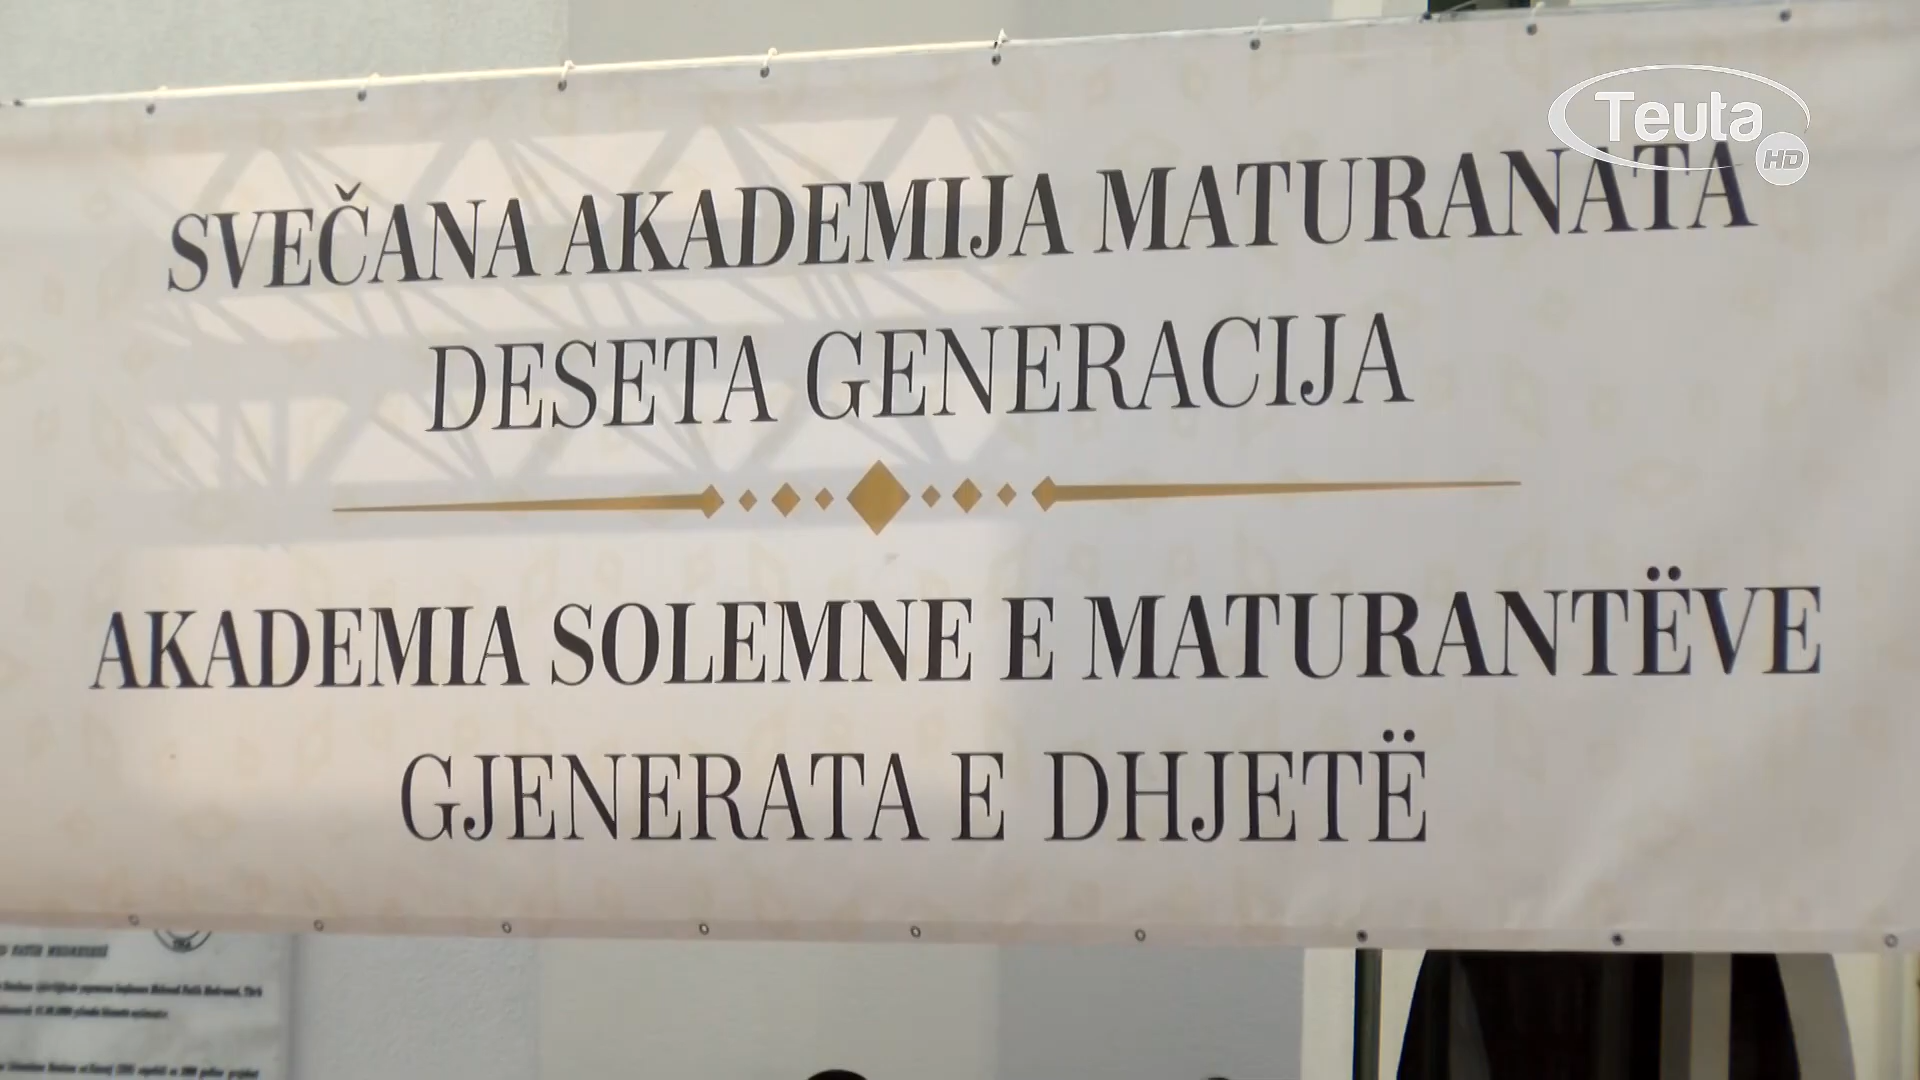 Teuta
HD
SVEČANA AKADEMIJA MATURANATA
DESETA GENERACIJA
AKADEMIA SOLEMNE E MATURANTËVE
GJENERATA E DHJETË